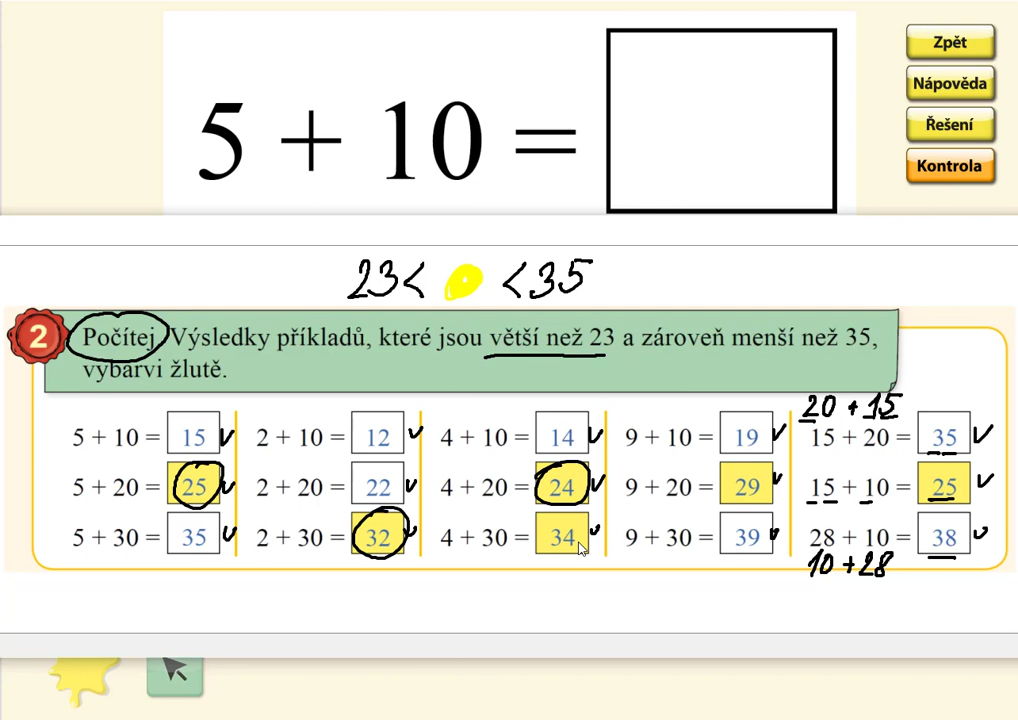 5 + 10 =
Zpět
Nápověda
Řešení
Kontrola
23 < < 35
2 Počítej. Výsledky příkladů, které jsou větší než 23 a zároveň menší než 35,
vybarvi žlutě.
20 + 15
5 + 10 = 15 2 + 10 = 12 4 + 10 = 14 9 + 10 = 19 15 + 20 = 35
5 + 20 = 25 2 + 20 = 22 4 + 20 = 24 9 + 20 = 29 15 + 10 = 25
5 + 30 = 35 2 + 30 = 32 4 + 30 = 34 9 + 30 = 39 28 + 10 = 38
10 + 28